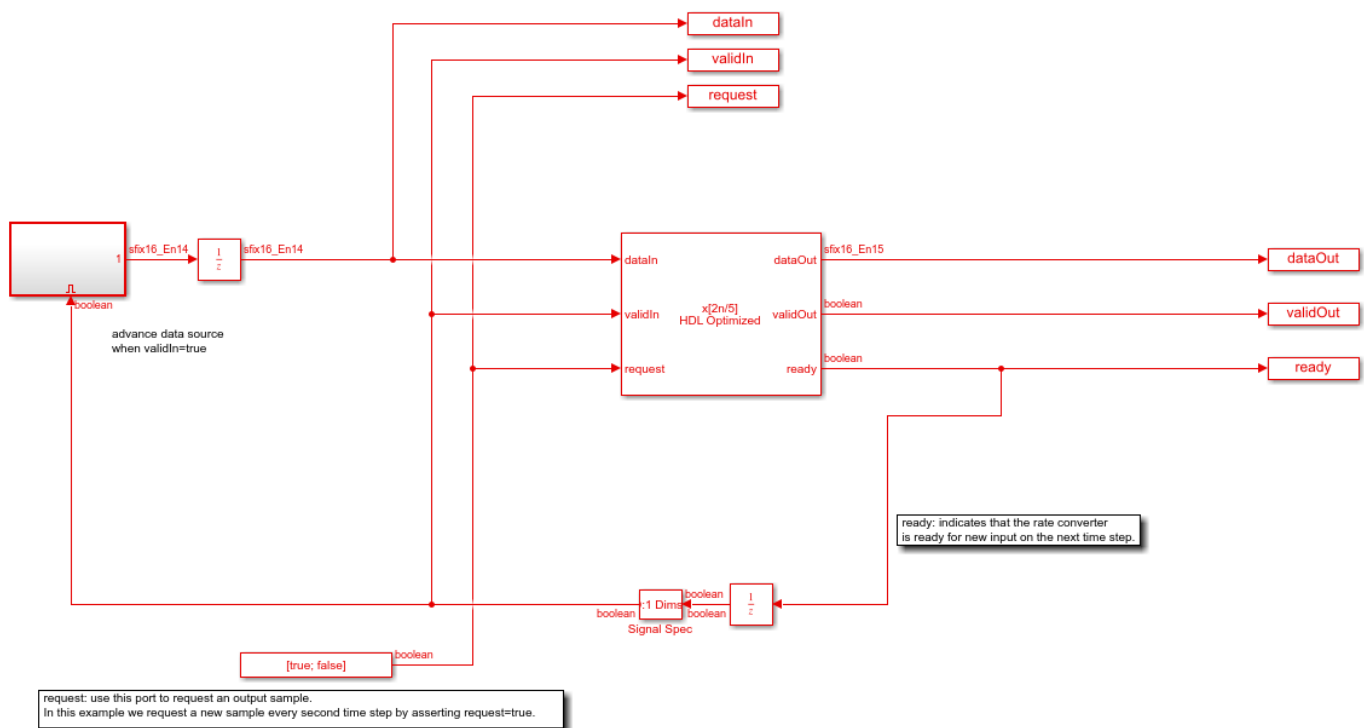 dataIn
validIn
request
1
sfix16_En14
1
z
sfix16_En14
boolean
advance data source
when validIn=true
dataIn
validIn
request
x[2n/5]
HDL Optimized
dataOut
validOut
ready
sfix16_En15
boolean
boolean
dataOut
validOut
ready
ready: indicates that the rate converter
is ready for new input on the next time step.
boolean
:1 Dims
Signal Spec
boolean
boolean
1
z
[true; false]
boolean
request: use this port to request an output sample.
In this example we request a new sample every second time step by asserting request=true.